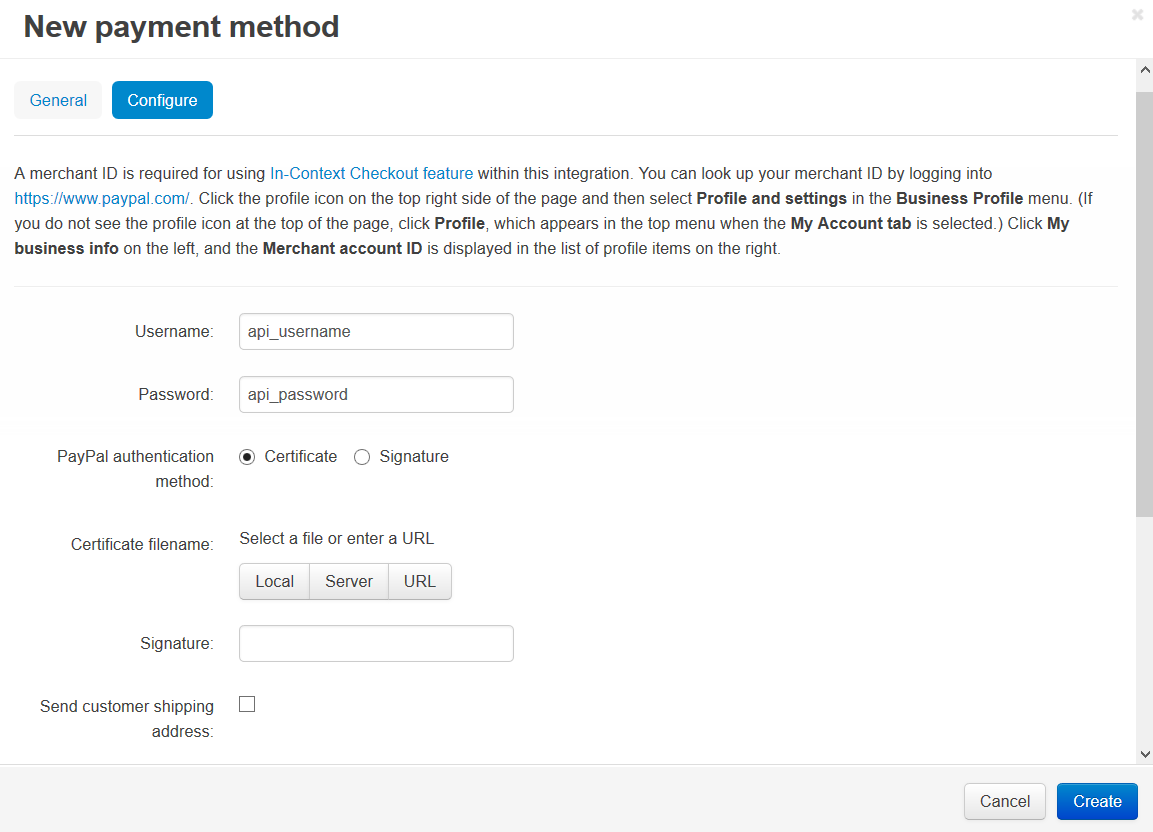 New payment method
General
Configure
A merchant ID is required for using In-Context Checkout feature within this integration. You can look up your merchant ID by logging into
https://www.paypal.com/. Click the profile icon on the top right side of the page and then select Profile and settings in the Business Profile menu. (If
you do not see the profile icon at the top of the page, click Profile, which appears in the top menu when the My Account tab is selected.) Click My
business info on the left, and the Merchant account ID is displayed in the list of profile items on the right.
Username: api_username
Password: api_password
PayPal authentication
method:
Certificate Signature
Certificate filename:
Select a file or enter a URL
Local Server URL
Signature:
Send customer shipping
address:
Cancel Create